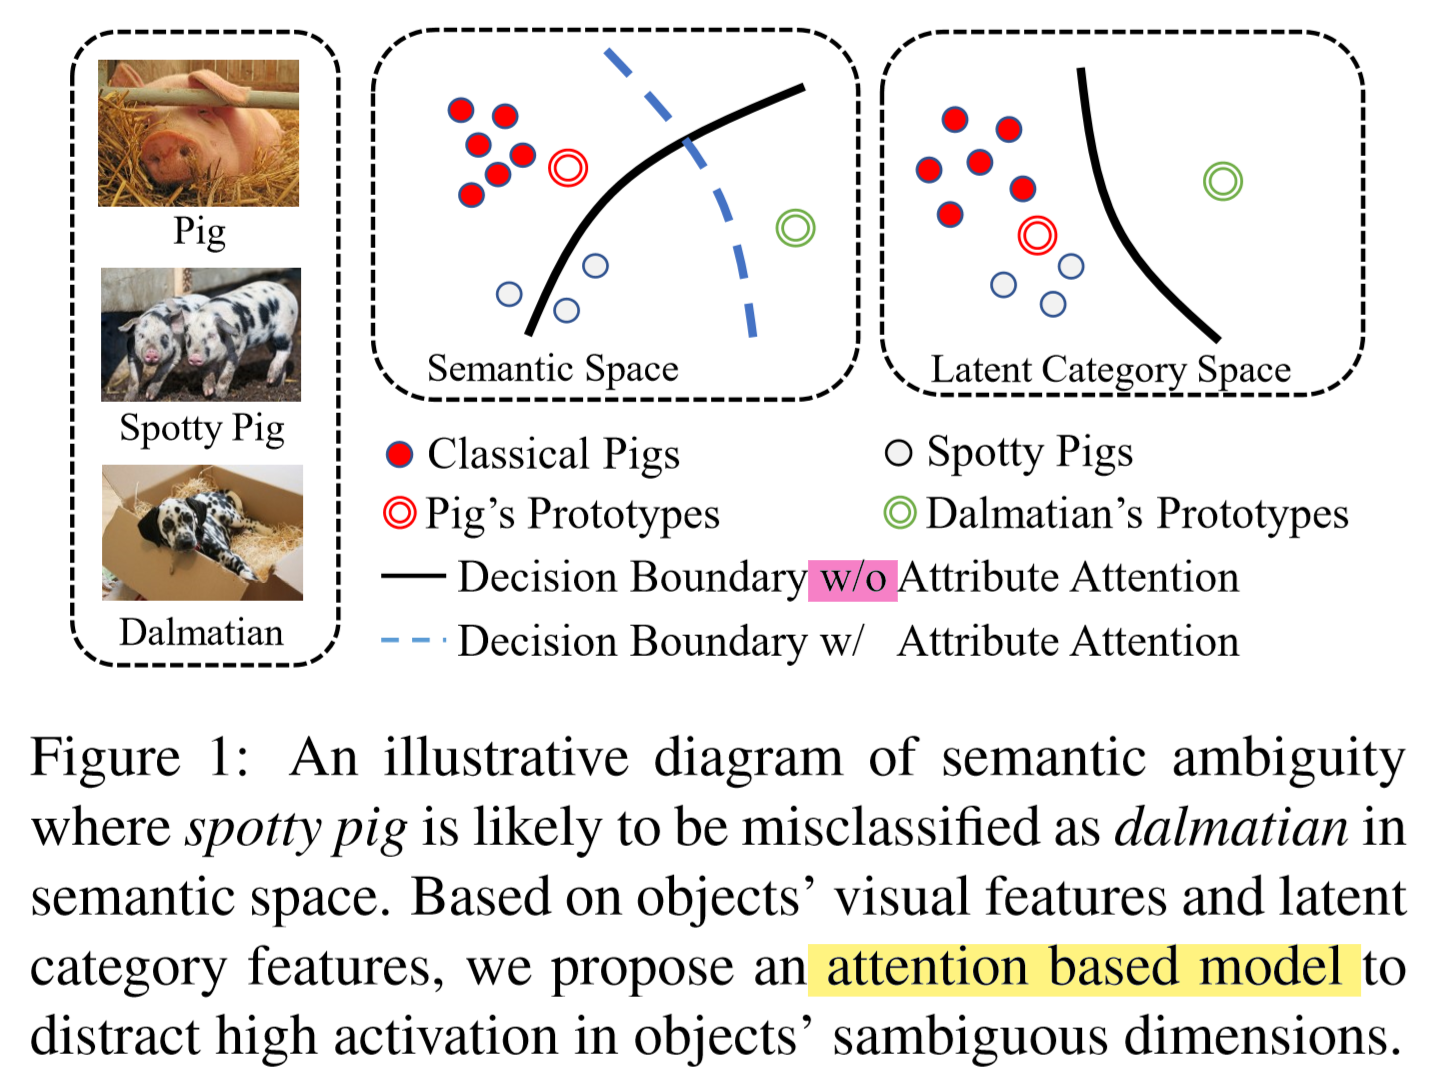 Pig
Spotty Pig
Dalmatian
Semantic Space
Latent Category Space
Classical Pigs
Spotty Pigs
Pig's Prototypes
Dalmatian's Prototypes
Decision Boundary w/o Attribute Attention
Decision Boundary w/ Attribute Attention
Figure 1: An illustrative diagram of semantic ambiguity
where spotty pig is likely to be misclassified as dalmatian in
semantic space. Based on objects' visual features and latent
category features, we propose an attention based model to
distract high activation in objects' sambiguous dimensions.